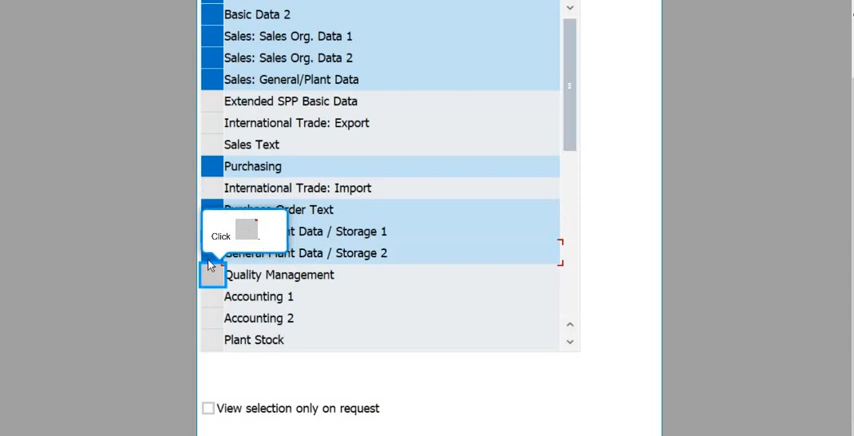 Basic Data 2
Sales: Sales Org. Data 1
Sales: Sales Org. Data 2
Sales: General/Plant Data
Extended SPP Basic Data
International Trade: Export
Sales Text
Purchasing
International Trade: Import
Order Text
Click .
Data / Storage 1
General Plant Data / Storage 2
Quality Management
Accounting 1
Accounting 2
Plant Stock
View selection only on request